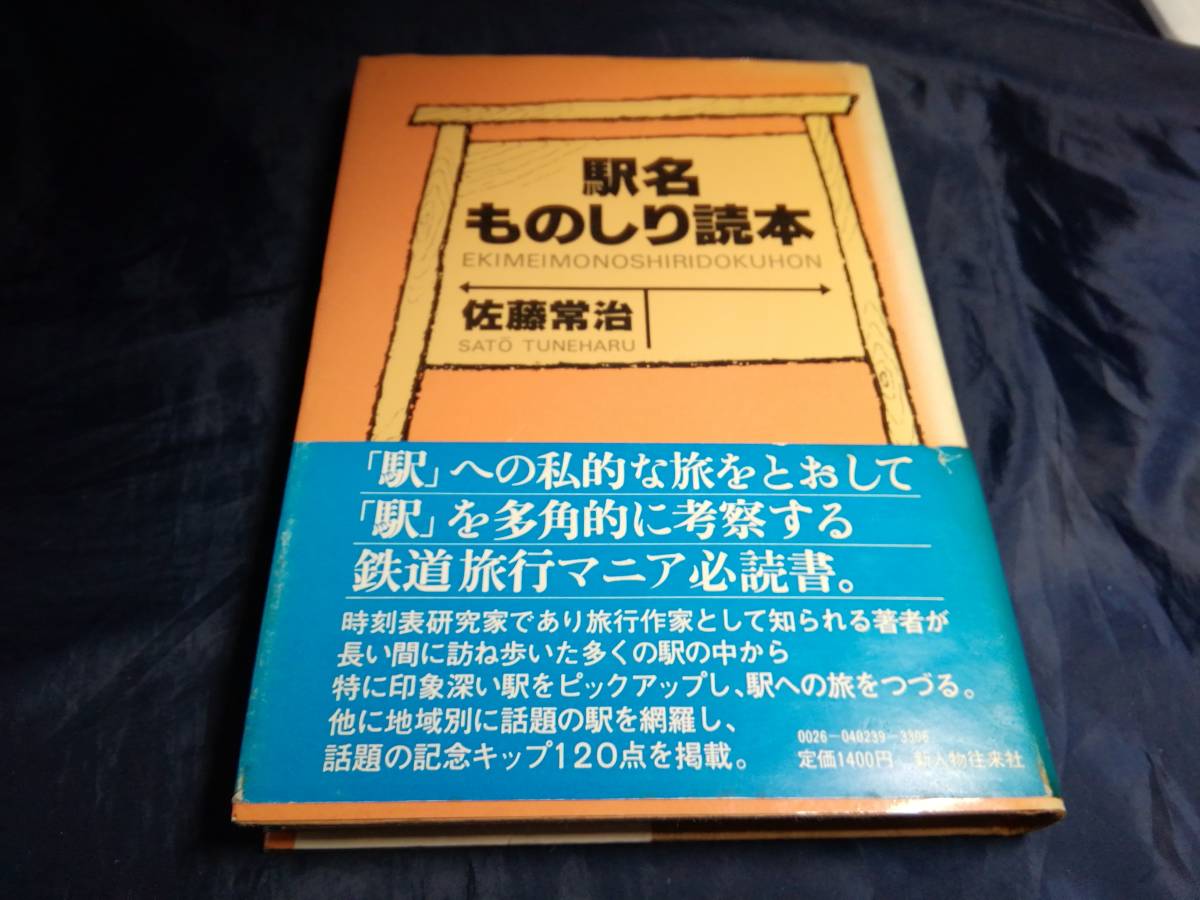 駅名
ものしり読本
EKIMEIMONOSHIRIDOKUHON
佐藤常治
SATŌ TUNEHARU
「駅」への私的な旅をとおして
「駅」を多角的に考察する
鉄道旅行マニア必読書。
時刻表研究家であり旅行作家として知られる著者が
長い間に訪ね歩いた多くの駅の中から
特に印象深い駅をピックアップし、駅への旅をつづる。
他に地域別に話題の駅を網羅し、
話題の記念キップ120点を掲載。
0026-040239-3306
定価1400円 新人物往来社